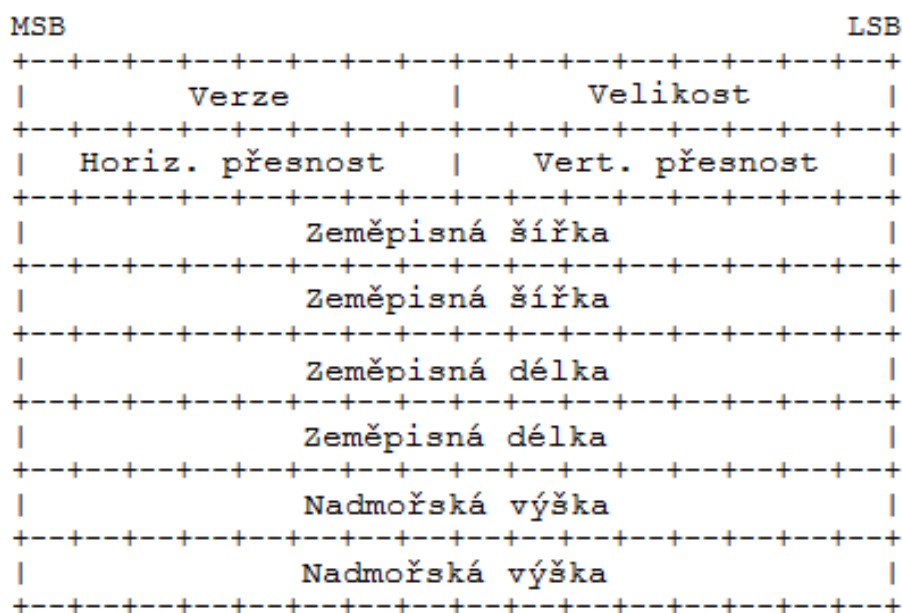 MSB LSB
+--+--+--+--+--+--+--+--+--+--+--+--+--+--+--+--+
| Verze | Velikost |
+--+--+--+--+--+--+--+--+--+--+--+--+--+--+--+--+
| Horiz. přesnost | Vert. přesnost |
+--+--+--+--+--+--+--+--+--+--+--+--+--+--+--+--+
| Zeměpisná šířka |
+--+--+--+--+--+--+--+--+--+--+--+--+--+--+--+--+
| Zeměpisná šířka |
+--+--+--+--+--+--+--+--+--+--+--+--+--+--+--+--+
| Zeměpisná délka |
+--+--+--+--+--+--+--+--+--+--+--+--+--+--+--+--+
| Zeměpisná délka |
+--+--+--+--+--+--+--+--+--+--+--+--+--+--+--+--+
| Nadmořská výška |
+--+--+--+--+--+--+--+--+--+--+--+--+--+--+--+--+
| Nadmořská výška |
+--+--+--+--+--+--+--+--+--+--+--+--+--+--+--+--+